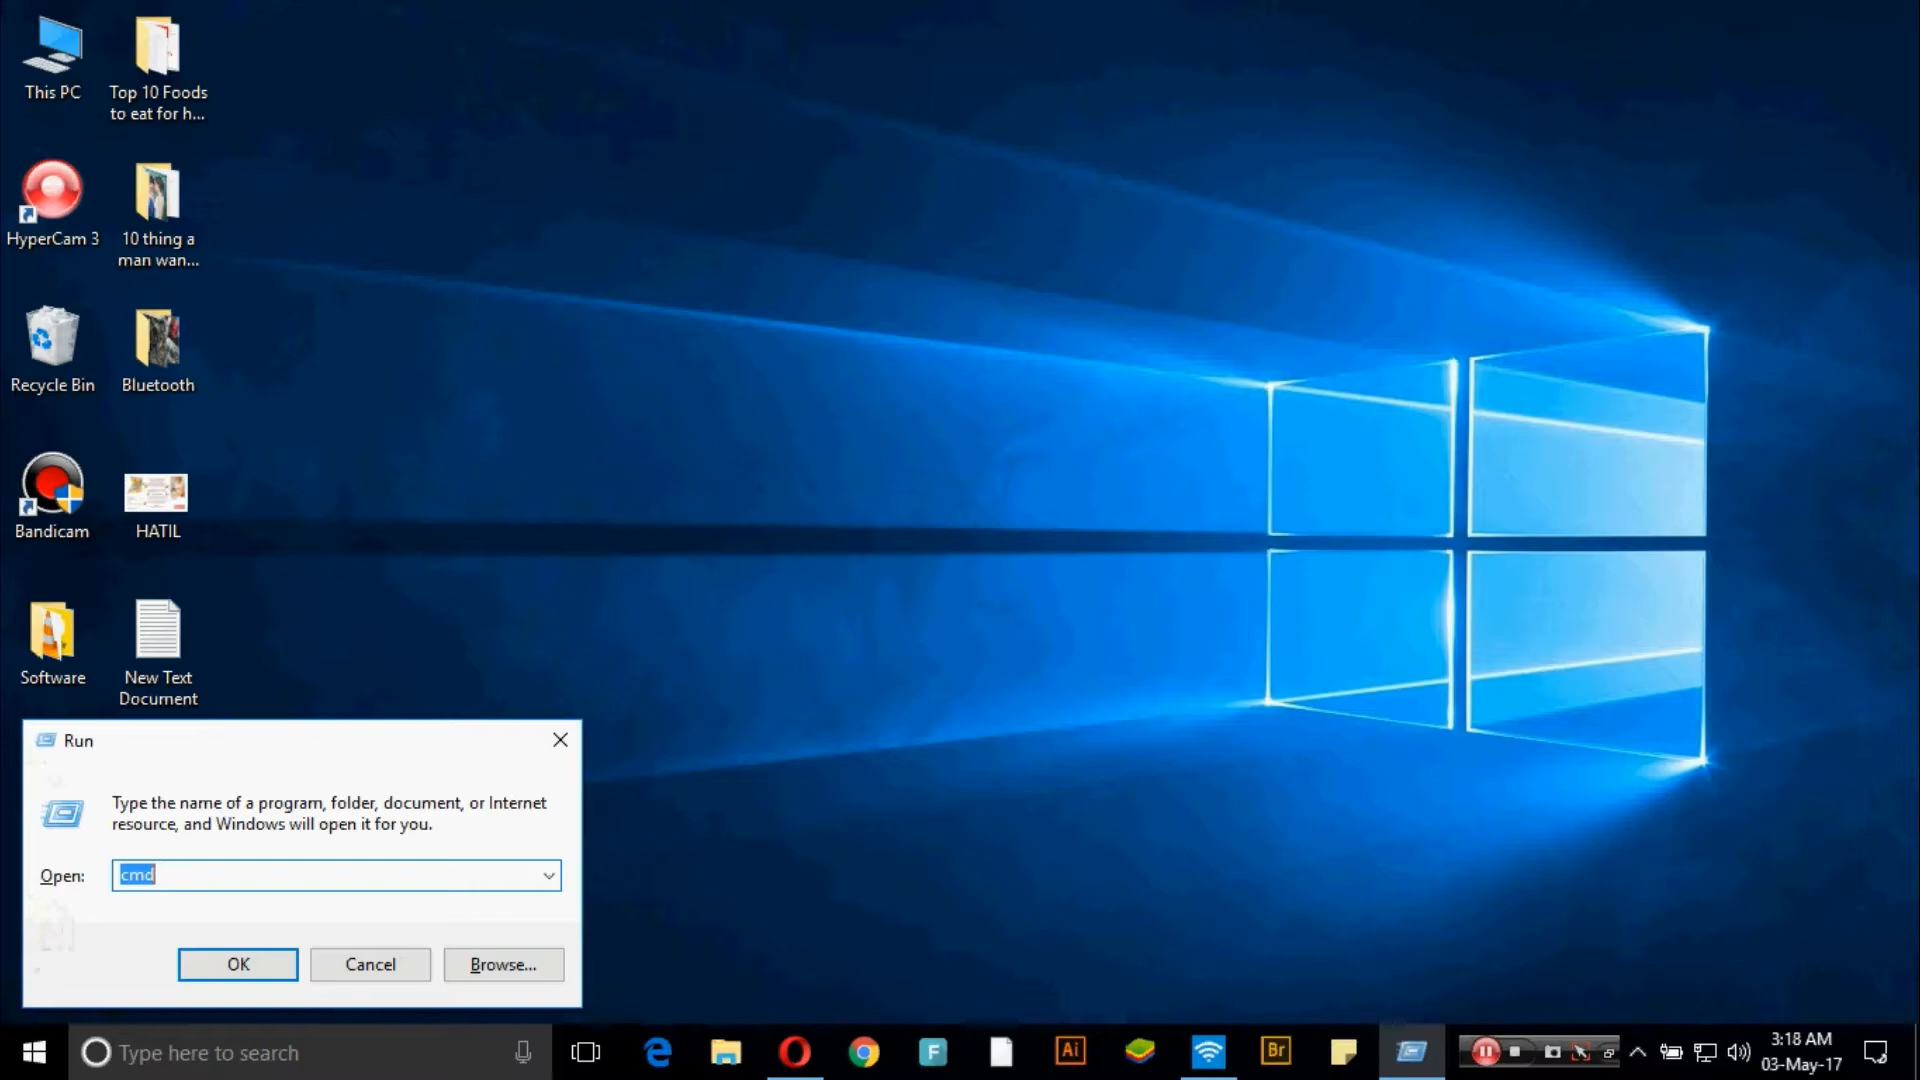 This PC
Top 10 Foods
to eat for h...
HyperCam 3
10 thing a
man wan...
Recycle Bin
Bluetooth
Bandicam
HATIL
Software
New Text
Document
Run
Type the name of a program, folder, document, or Internet
resource, and Windows will open it for you.
Open:
cmd
OK
Cancel
Browse...
Type here to search
F
Ai
Br
3:18 AM
03-May-17